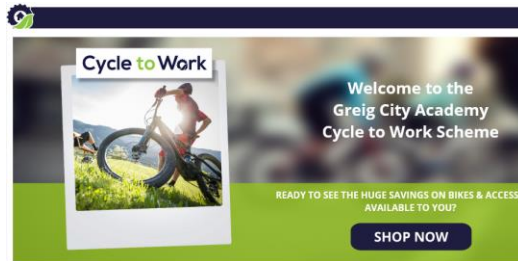 Cycle to Work
Welcome to the
Greig City Academy
Cycle to Work Scheme
READY TO SEE THE HUGE SAVINGS ON BIKES & ACCESS
AVAILABLE TO YOU?
SHOP NOW